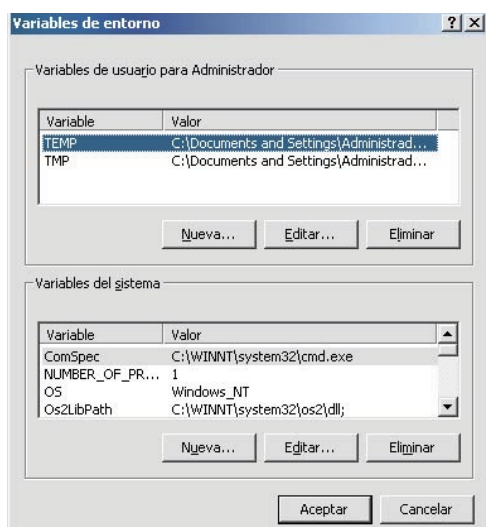 Variables de entorno
Variables de usuario para Administrador
Variable Valor
TEMP C:\Documents and Settings\Administrad...
TMP C:\Documents and Settings\Administrad...
Nueva... Editar... Eliminar
Variables del sistema
Variable Valor
ComSpec C:\WINNT\system32\cmd.exe
NUMBER_OF_PR... 1
OS Windows_NT
Os2LibPath C:\WINNT\system32\os2\dll;
Nueva... Editar... Eliminar
Aceptar Cancelar